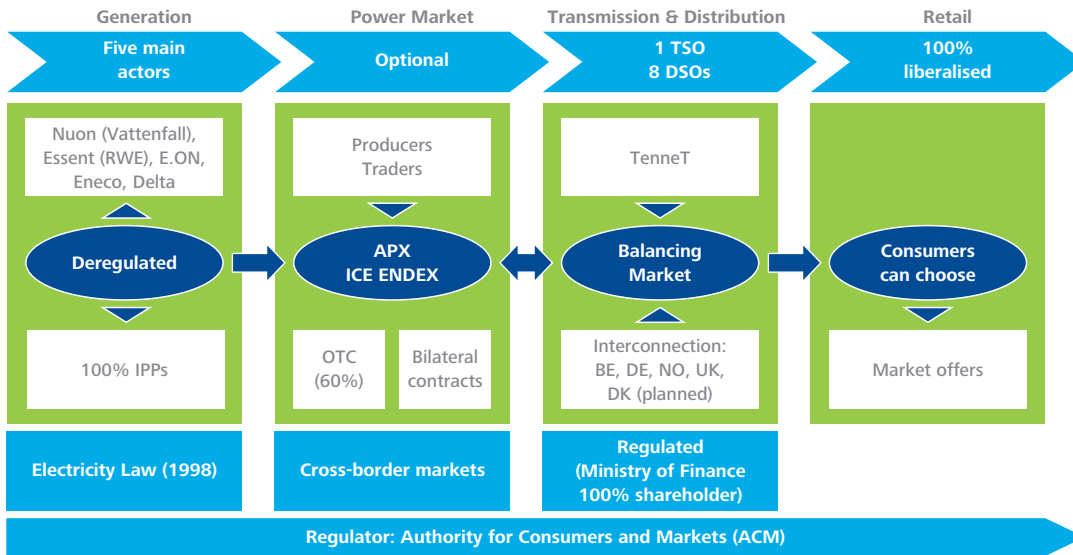 Generation
Power Market
Transmission & Distribution
Retail
Five main
actors
Optional
1 TSO
8 DSOs
100%
liberalised
Nuon (Vattenfall),
Essent (RWE), E.ON,
Eneco, Delta
Deregulated
100% IPPs
Electricity Law (1998)
Producers
Traders
APX
ICE ENDEX
OTC
(60%)
Bilateral
contracts
Cross-border markets
TenneT
Balancing
Market
Interconnection:
BE, DE, NO, UK,
DK (planned)
Regulated
(Ministry of Finance
100% shareholder)
Consumers
can choose
Market offers
Regulator: Authority for Consumers and Markets (ACM)